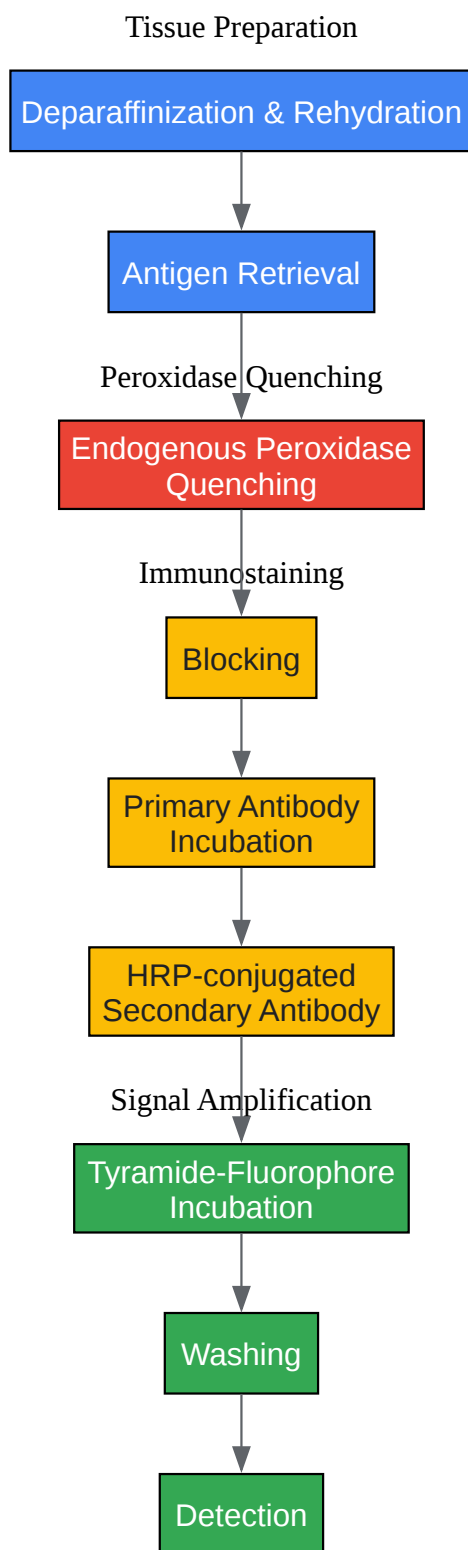 Tissue Preparation
Deparaffinization & Rehydration
Antigen Retrieval
Peroxidase Quenching
Endogenous Peroxidase
Quenching
Immunostaining
Blocking
Primary Antibody
Incubation
HRP-conjugated
Secondary Antibody
Signal Amplification
Tyramide-Fluorophore
Incubation
Washing
Detection